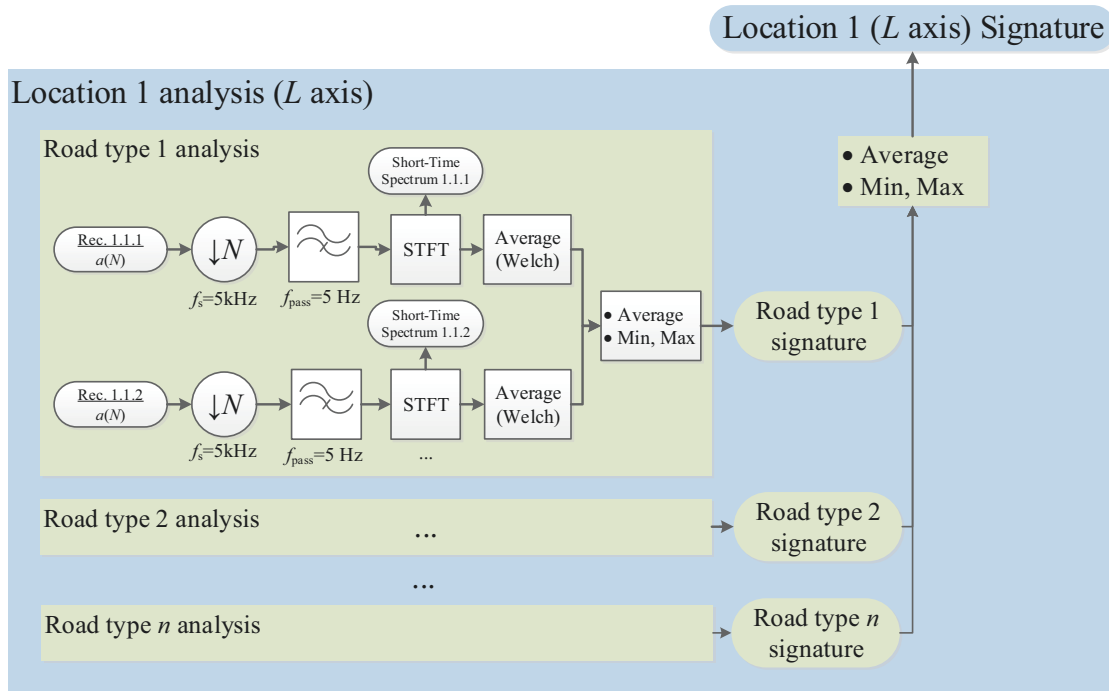 Location 1 (L axis) Signature
Location 1 analysis (L axis)
Road type 1 analysis
Short-Time
Spectrum 1.1.1
• Average
• Min, Max
Rec. 1.1.1
a(N)
↓N
STFT
Average
(Welch)
fs=5kHz
fpass=5 Hz
Short-Time
Spectrum 1.1.2
• Average
• Min, Max
Road type 1
signature
Rec. 1.1.2
a(N)
↓N
STFT
Average
(Welch)
fs=5kHz
fpass=5 Hz
...
Road type 2 analysis
...
Road type 2
signature
...
Road type n analysis
Road type n
signature